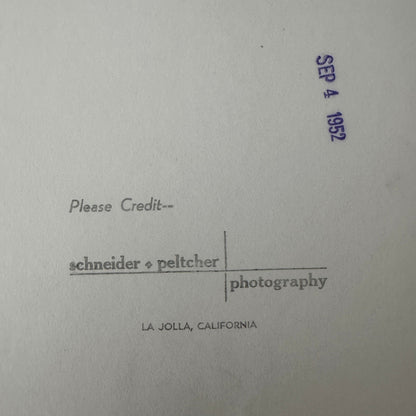 SEP 4 1952
Please Credit--
schneider + peltcher
photography
LA JOLLA, CALIFORNIA